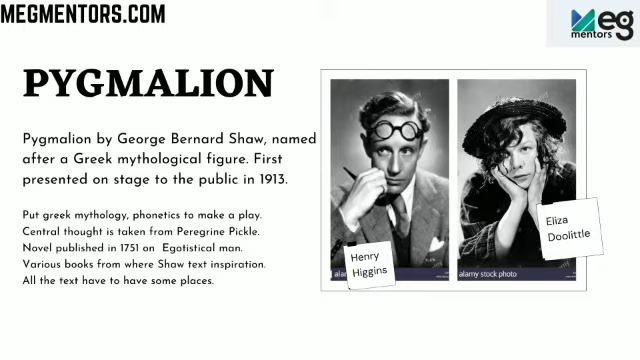 MEGMENTORS.COM
Meg
mentors
PYGMALION
Pygmalion by George Bernard Shaw, named
after a Greek mythological figure. First
presented on stage to the public in 1913.
Put greek mythology, phonetics to make a play.
Central thought is taken from Peregrine Pickle.
Novel published in 1751 on Egotistical man.
Various books from where Shaw text inspiration.
All the text have to have some places.
Eliza
Doolittle
Henry
Higgins
alamy stock photo